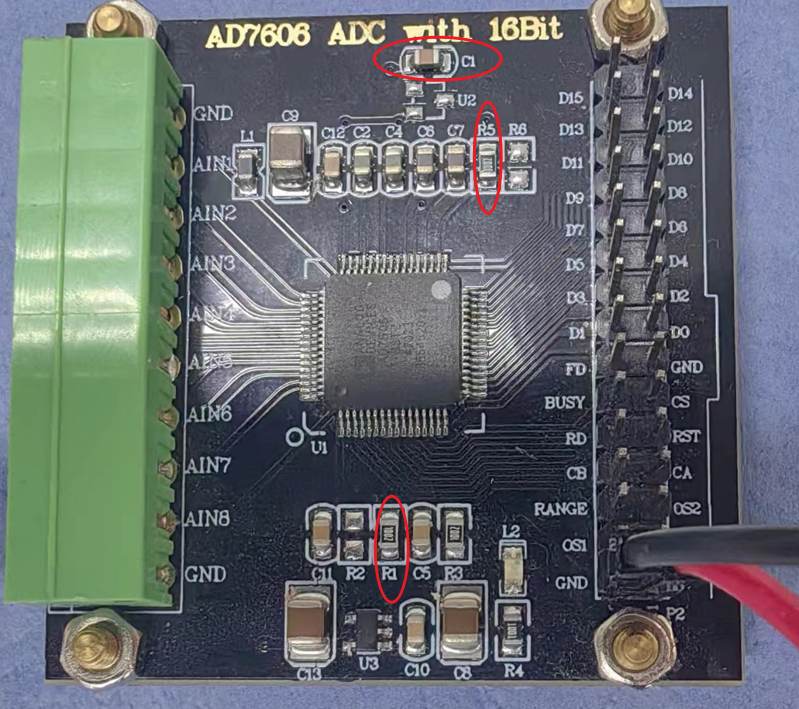 AD7606 ADC with 16Bit
C1
U2
D15 D14
GND
C9
L1
C12 C2 C4 C6 C7 R5 R6
D13 D12
AIN1
D11 D10
AIN2
D9 D8
D7 D6
AIN3
D5 D4
AIN4
D3 D2
D1 D0
AIN5
FD GND
BUSY CS
AIN6
U1
RD RST
AIN7
CB CA
AIN8
RANGE OS2
OS1
C11 R2 R1 C5 R3
L2
GND
GND
P2
C13 U3 C10 C8 R4